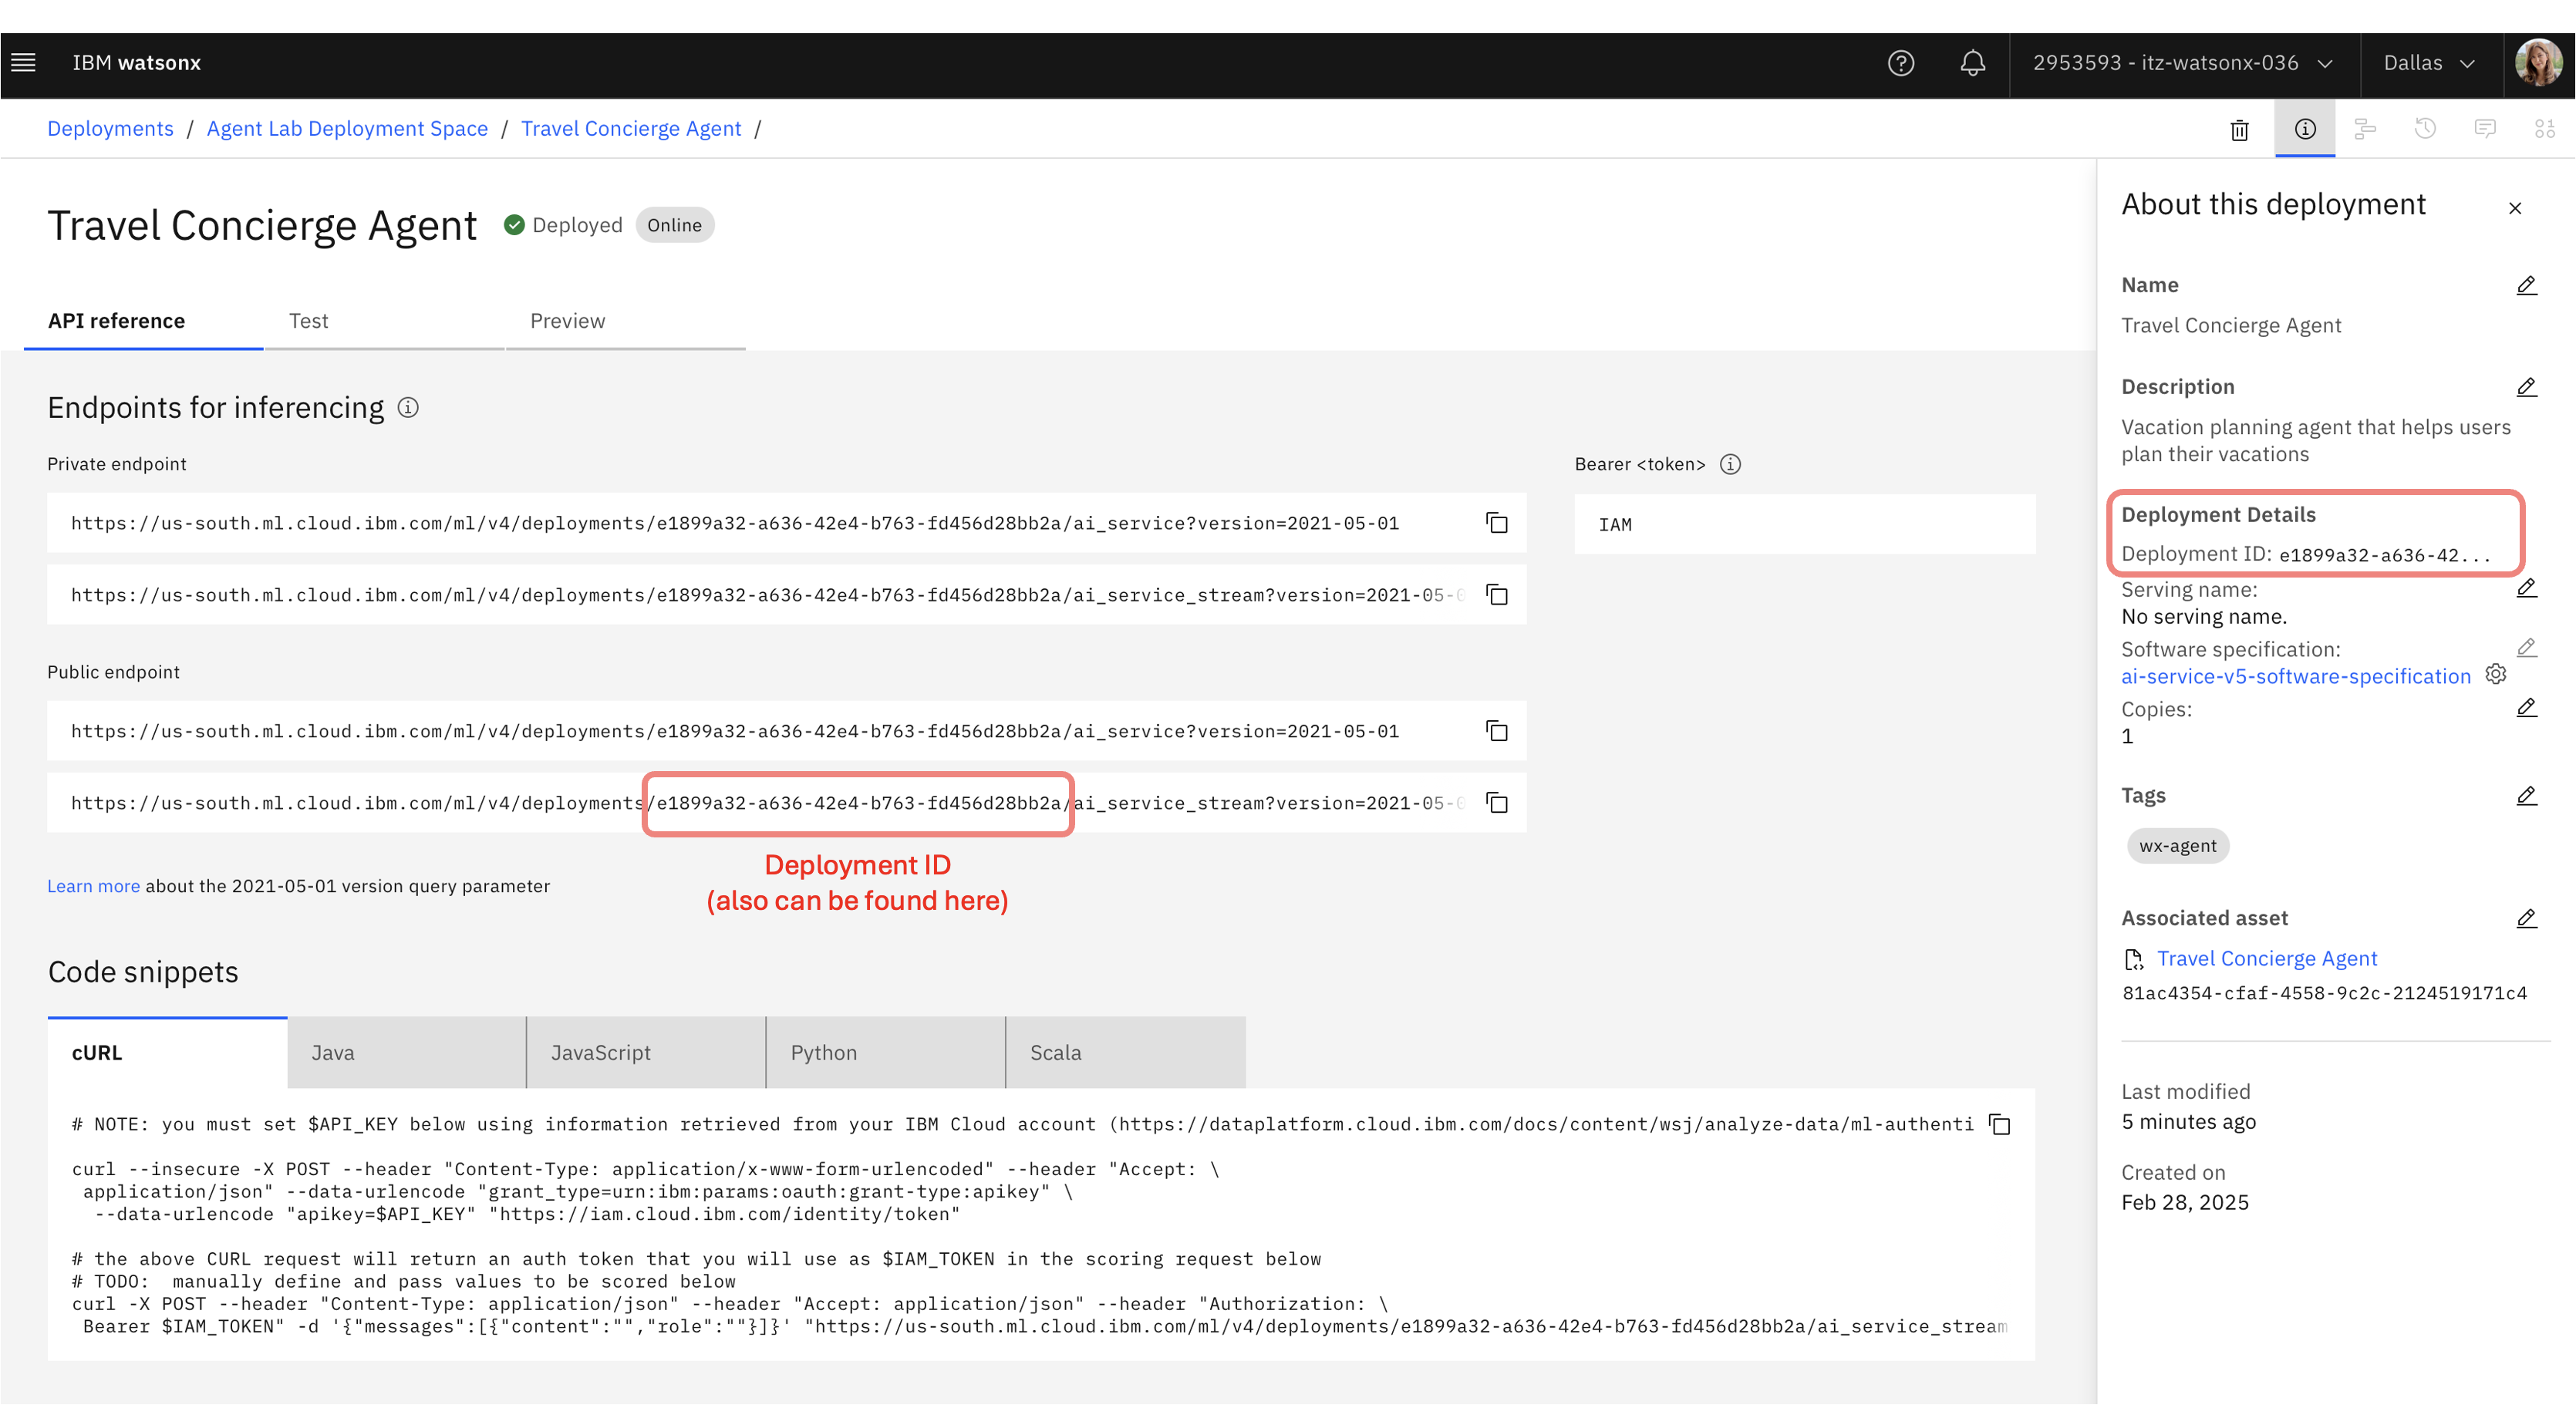 IBM watsonx
2953593 - itz-watsonx-036
Dallas
Deployments / Agent Lab Deployment Space / Travel Concierge Agent /
Travel Concierge Agent
Deployed
Online
API reference
Test
Preview
Endpoints for inferencing
Private endpoint
https://us-south.ml.cloud.ibm.com/ml/v4/deployments/e1899a32-a636-42e4-b763-fd456d28bb2a/ai_service?version=2021-05-01
https://us-south.ml.cloud.ibm.com/ml/v4/deployments/e1899a32-a636-42e4-b763-fd456d28bb2a/ai_service_stream?version=2021-05-0
Bearer <token>
IAM
Public endpoint
https://us-south.ml.cloud.ibm.com/ml/v4/deployments/e1899a32-a636-42e4-b763-fd456d28bb2a/ai_service?version=2021-05-01
https://us-south.ml.cloud.ibm.com/ml/v4/deployments/e1899a32-a636-42e4-b763-fd456d28bb2a/ai_service_stream?version=2021-05-0
Deployment ID
(also can be found here)
Learn more about the 2021-05-01 version query parameter
Code snippets
cURL
Java
JavaScript
Python
Scala
# NOTE: you must set $API_KEY below using information retrieved from your IBM Cloud account (https://dataplatform.cloud.ibm.com/docs/content/wsj/analyze-data/ml-authenti
curl --insecure -X POST --header "Content-Type: application/x-www-form-urlencoded" --header "Accept: \
application/json" --data-urlencode "grant_type=urn:ibm:params:oauth:grant-type:apikey" \
--data-urlencode "apikey=$API_KEY" "https://iam.cloud.ibm.com/identity/token"
# the above CURL request will return an auth token that you will use as $IAM_TOKEN in the scoring request below
# TODO:  manually define and pass values to be scored below
curl -X POST --header "Content-Type: application/json" --header "Accept: application/json" --header "Authorization: \
Bearer $IAM_TOKEN" -d '{"messages":[{"content":"","role":""}]}' "https://us-south.ml.cloud.ibm.com/ml/v4/deployments/e1899a32-a636-42e4-b763-fd456d28bb2a/ai_service_stream
About this deployment
Name
Travel Concierge Agent
Description
Vacation planning agent that helps users
plan their vacations
Deployment Details
Deployment ID: e1899a32-a636-42...
Serving name:
No serving name.
Software specification:
ai-service-v5-software-specification
Copies:
1
Tags
wx-agent
Associated asset
Travel Concierge Agent
81ac4354-cfaf-4558-9c2c-2124519171c4
Last modified
5 minutes ago
Created on
Feb 28, 2025